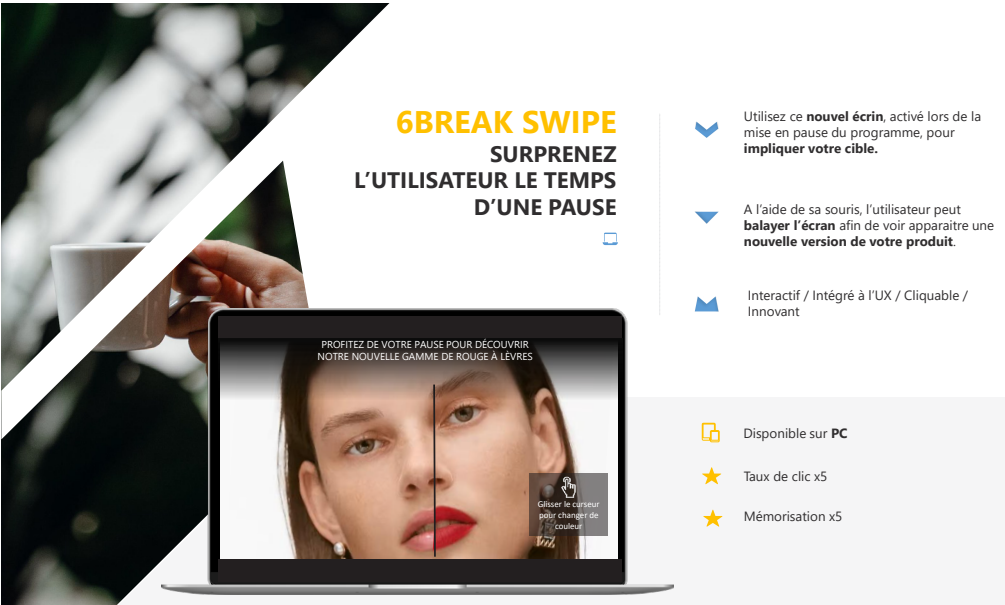 6BREAK SWIPE
SURPRENEZ
L’UTILISATEUR LE TEMPS
D’UNE PAUSE
Utilisez ce nouvel écrin, activé lors de la
mise en pause du programme, pour
impliquer votre cible.
A l’aide de sa souris, l’utilisateur peut
balayer l’écran afin de voir apparaitre une
nouvelle version de votre produit.
Interactif / Intégré à l’UX / Cliquable /
Innovant
PROFITEZ DE VOTRE PAUSE POUR DÉCOUVRIR
NOTRE NOUVELLE GAMME DE ROUGE À LÈVRES
Glisser le curseur
pour changer de
couleur
Disponible sur PC
Taux de clic x5
Mémorisation x5